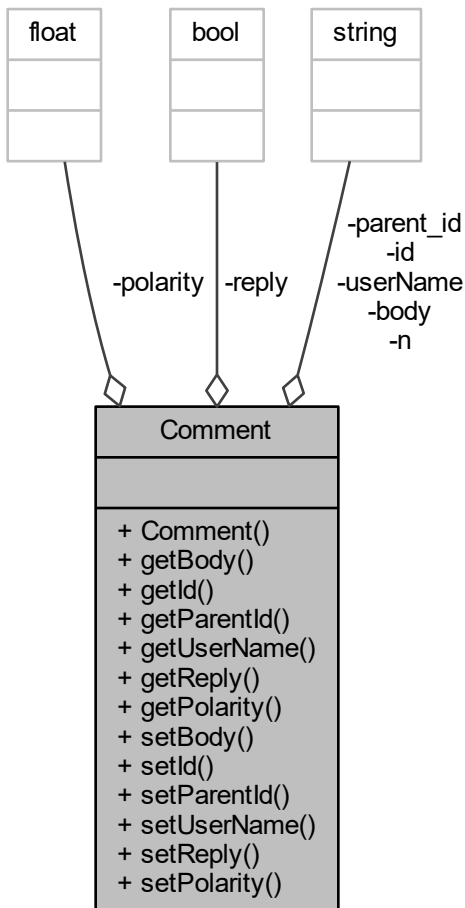 float
bool
string
-polarity
-reply
-parent_id
-id
-userName
-body
-n
Comment
+ Comment()
+ getBody()
+ getId()
+ getParentId()
+ getUserName()
+ getReply()
+ getPolarity()
+ setBody()
+ setId()
+ setParentId()
+ setUserName()
+ setReply()
+ setPolarity()